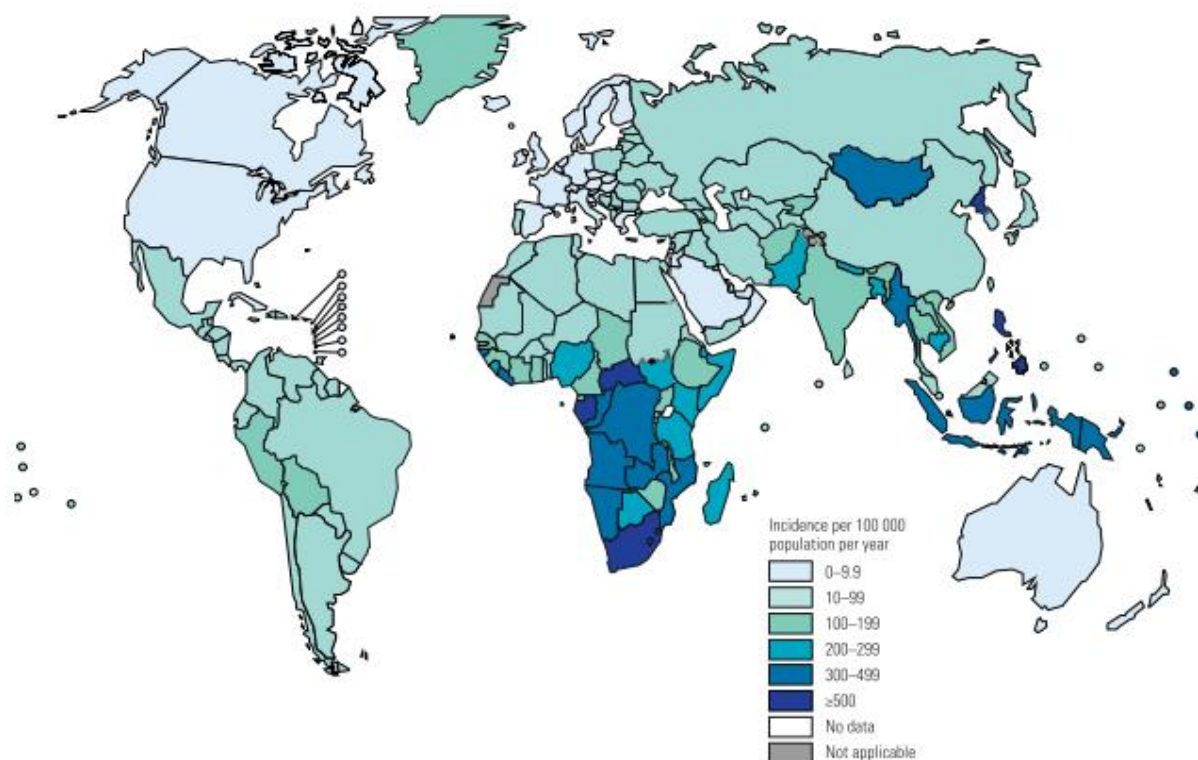 Incidence per 100 000
population per year
0–9.9
10–99
100–199
200–299
300–499
≥500
No data
Not applicable